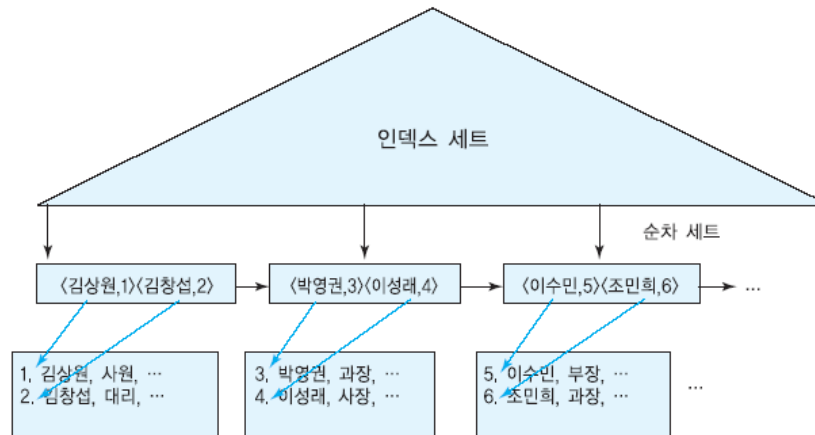 인덱스 세트
순차 세트
〈김상원,1〉〈김창섭,2〉
〈박영권,3〉〈이성래,4〉
〈이수민,5〉〈조민희,6〉
…
1, 김상원, 사원, …
2, 김창섭, 대리, …
3, 박영권, 과장, …
4, 이성래, 사장, …
5, 이수민, 부장, …
6, 조민희, 과장, …
…